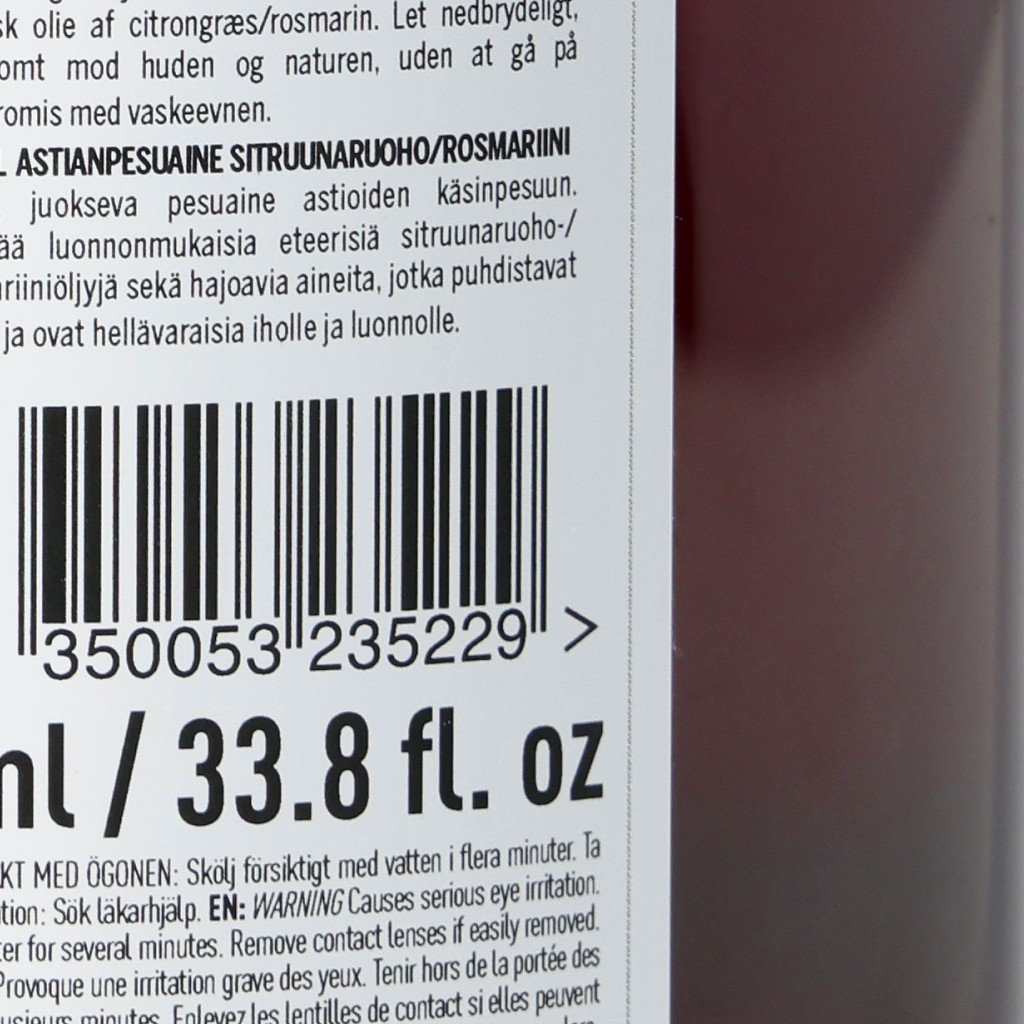 sk olie af citrongræs/rosmarin. Let nedbrydeligt,
omt mod huden og naturen, uden at gå på
romis med vaskeevnen.
L ASTIANPESUAINE SITRUUNARUOHO/ROSMARIINI
juokseva pesuaine astioiden käsinpesuun.
ää luonnonmukaisia eteerisiä sitruunaruoho-/
riiniöljyjä sekä hajoavia aineita, jotka puhdistavat
ja ovat hellävaraisia iholle ja luonnolle.
350053 235229 >
ml / 33.8 fl. oz
KT MED ÖGONEN: Skölj försiktigt med vatten i flera minuter. Ta
tion: Sök läkarhjälp. EN: WARNING Causes serious eye irritation.
er for several minutes. Remove contact lenses if easily removed.
Provoque une irritation grave des yeux. Tenir hors de la portée des
usieurs minutes. Enlevez les lentilles de contact si elles peuvent